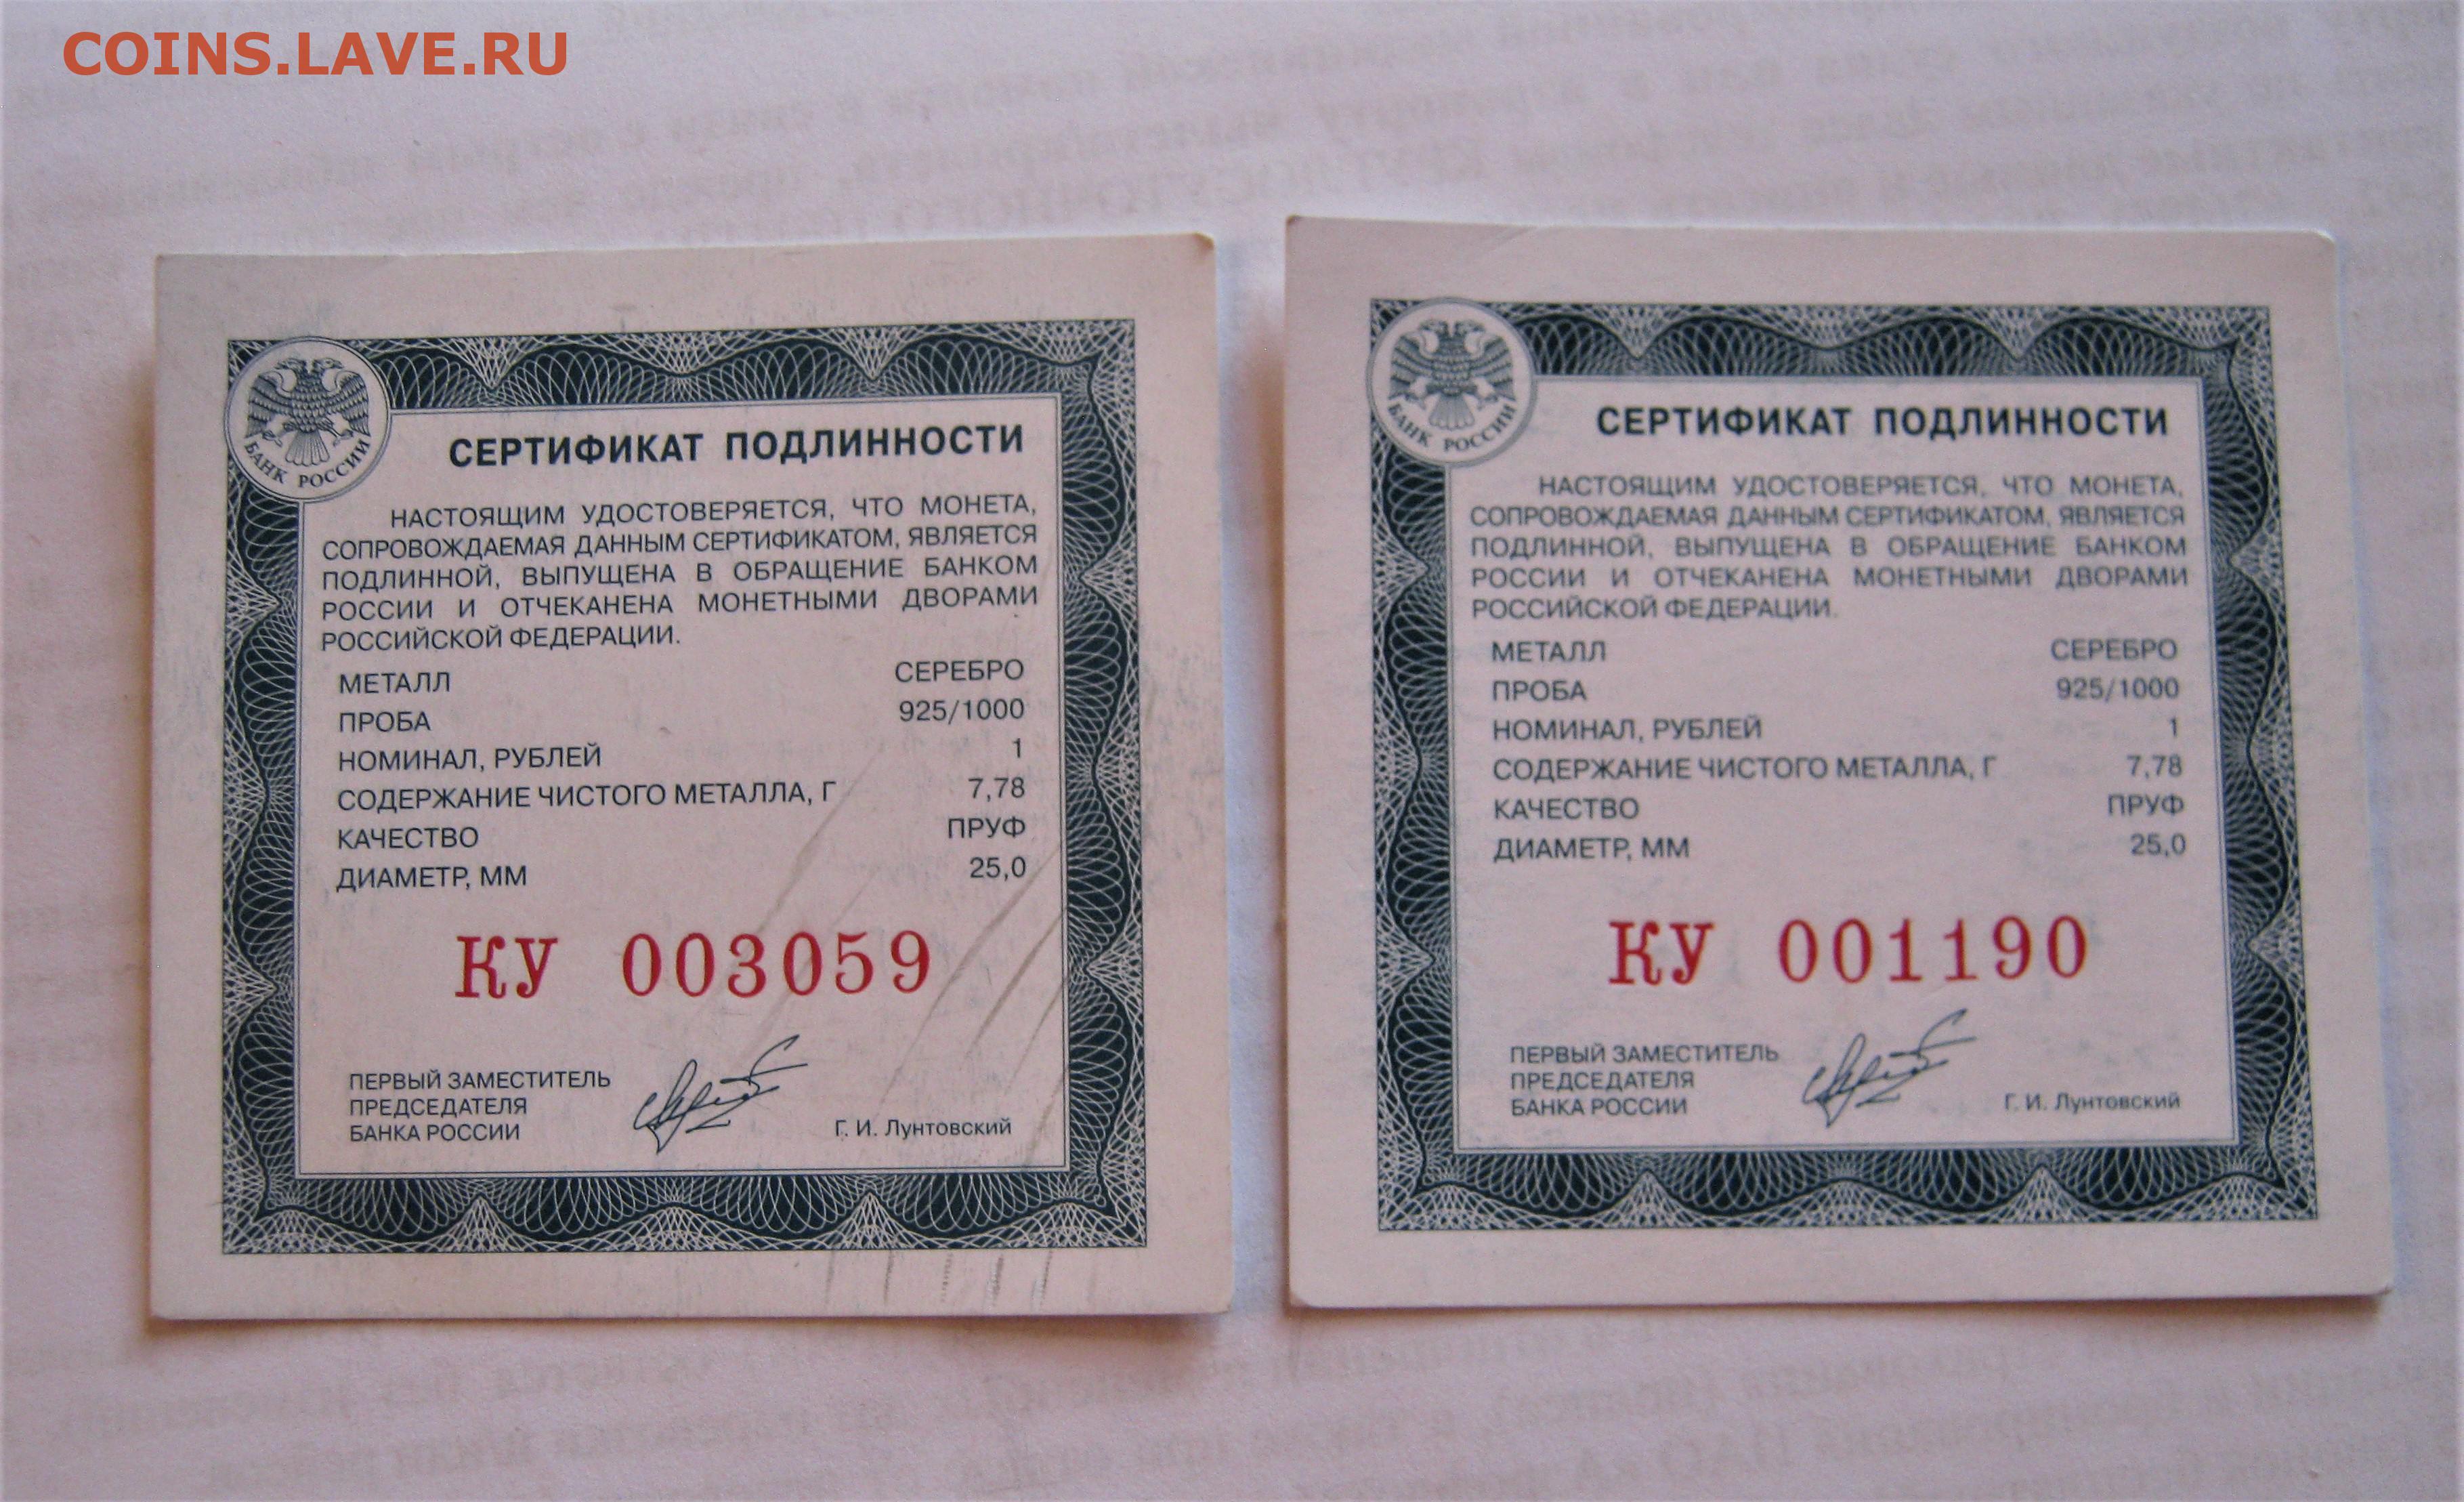 COINS.LAVE.RU
БАНК РОССИИ
СЕРТИФИКАТ ПОДЛИННОСТИ
НАСТОЯЩИМ УДОСТОВЕРЯЕТСЯ, ЧТО МОНЕТА,
СОПРОВОЖДАЕМАЯ ДАННЫМ СЕРТИФИКАТОМ, ЯВЛЯЕТСЯ
ПОДЛИННОЙ, ВЫПУЩЕНА В ОБРАЩЕНИЕ БАНКОМ
РОССИИ И ОТЧЕКАНЕНА МОНЕТНЫМИ ДВОРАМИ
РОССИЙСКОЙ ФЕДЕРАЦИИ.
МЕТАЛЛ СЕРЕБРО
ПРОБА 925/1000
НОМИНАЛ, РУБЛЕЙ 1
СОДЕРЖАНИЕ ЧИСТОГО МЕТАЛЛА, Г 7,78
КАЧЕСТВО ПРУФ
ДИАМЕТР, ММ 25,0
КУ 003059
ПЕРВЫЙ ЗАМЕСТИТЕЛЬ
ПРЕДСЕДАТЕЛЯ
БАНКА РОССИИ
Г. И. Лунтовский
БАНК РОССИИ
СЕРТИФИКАТ ПОДЛИННОСТИ
НАСТОЯЩИМ УДОСТОВЕРЯЕТСЯ, ЧТО МОНЕТА,
СОПРОВОЖДАЕМАЯ ДАННЫМ СЕРТИФИКАТОМ, ЯВЛЯЕТСЯ
ПОДЛИННОЙ, ВЫПУЩЕНА В ОБРАЩЕНИЕ БАНКОМ
РОССИИ И ОТЧЕКАНЕНА МОНЕТНЫМИ ДВОРАМИ
РОССИЙСКОЙ ФЕДЕРАЦИИ.
МЕТАЛЛ СЕРЕБРО
ПРОБА 925/1000
НОМИНАЛ, РУБЛЕЙ 1
СОДЕРЖАНИЕ ЧИСТОГО МЕТАЛЛА, Г 7,78
КАЧЕСТВО ПРУФ
ДИАМЕТР, ММ 25,0
КУ 001190
ПЕРВЫЙ ЗАМЕСТИТЕЛЬ
ПРЕДСЕДАТЕЛЯ
БАНКА РОССИИ
Г. И. Лунтовский